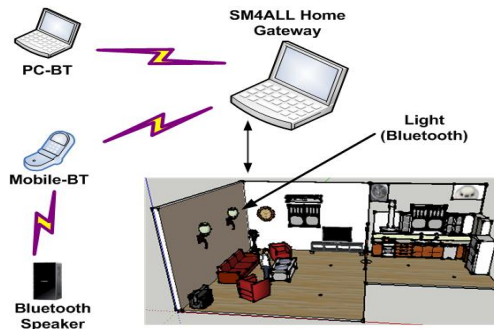 SM4ALL Home
Gateway
PC-BT
Light
(Bluetooth)
Mobile-BT
Bluetooth
Speaker